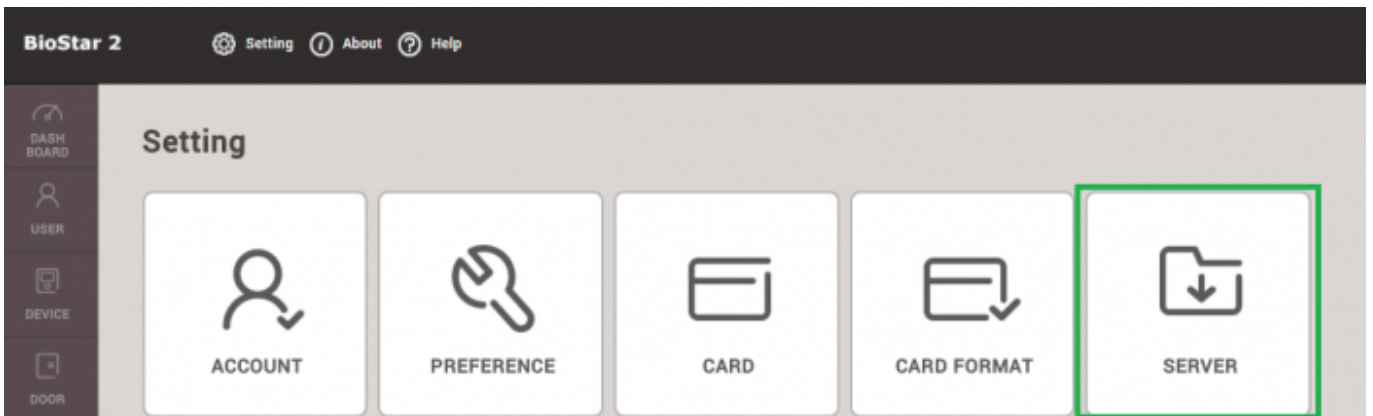 BioStar 2 Setting About Help
DASH
BOARD
Setting
USER
DEVICE
DOOR
ACCOUNT PREFERENCE CARD CARD FORMAT SERVER